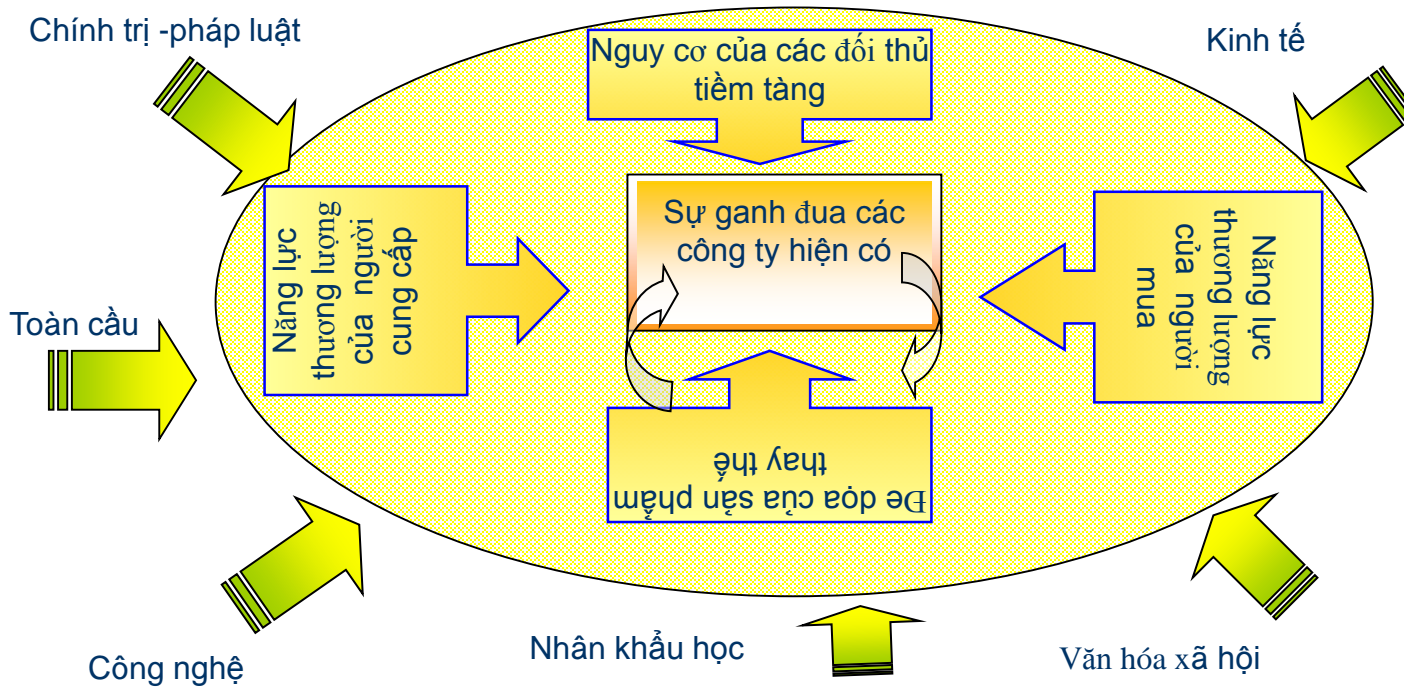 Chính trị -pháp luật
Kinh tế
Nguy cơ của các đối thủ
tiềm tàng
Năng lực
thương lượng
của người
cung cấp
Sự ganh đua các
công ty hiện có
Năng lực
thương lượng
của người
mua
Toàn cầu
Đe dọa của sản phẩm
thay thế
Công nghệ
Nhân khẩu học
Văn hóa xã hội